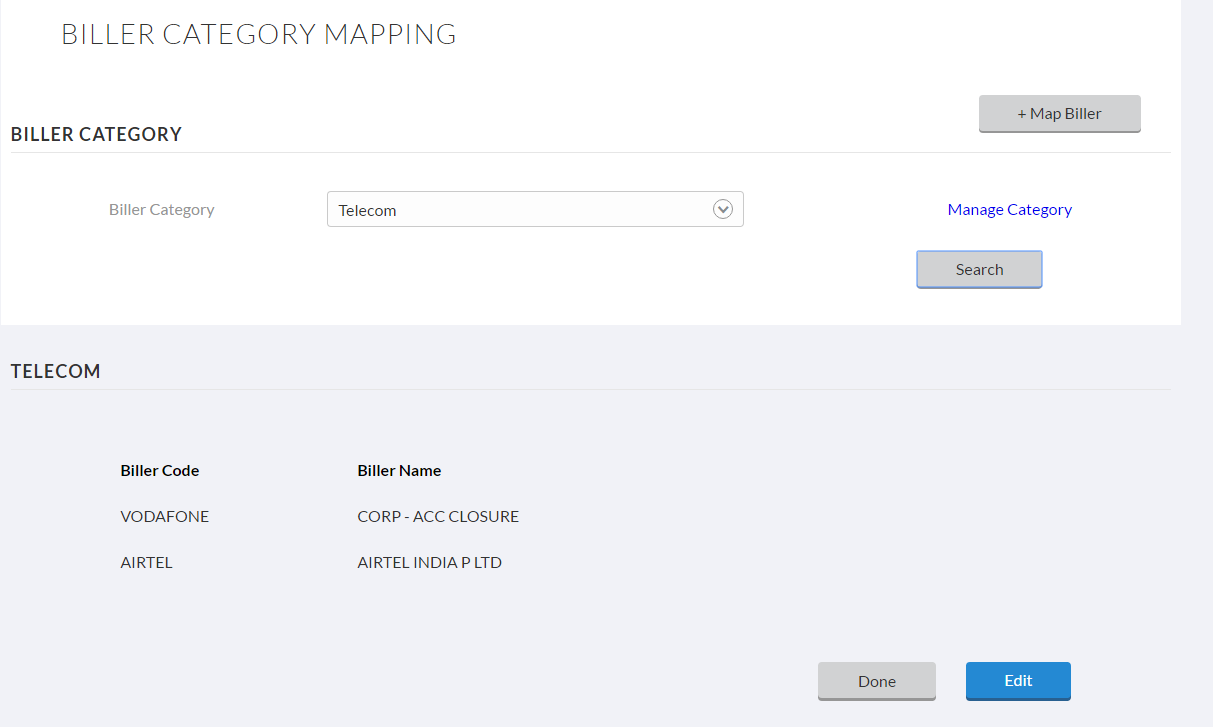 BILLER CATEGORY MAPPING
+ Map Biller
BILLER CATEGORY
Biller Category Telecom Manage Category
Search
TELECOM
Biller Code Biller Name
VODAFONE CORP - ACC CLOSURE
AIRTEL AIRTEL INDIA P LTD
Done Edit